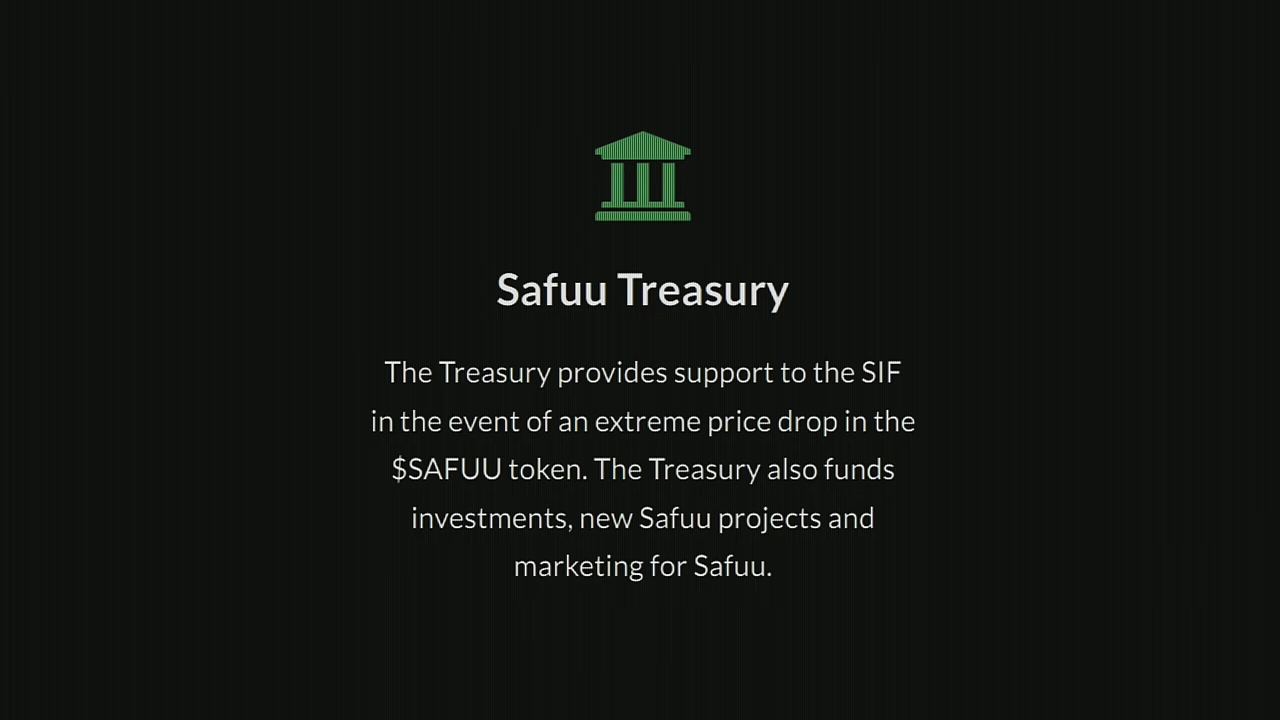 Safuu Treasury
The Treasury provides support to the SIF
in the event of an extreme price drop in the
$SAFUU token. The Treasury also funds
investments, new Safuu projects and
marketing for Safuu.